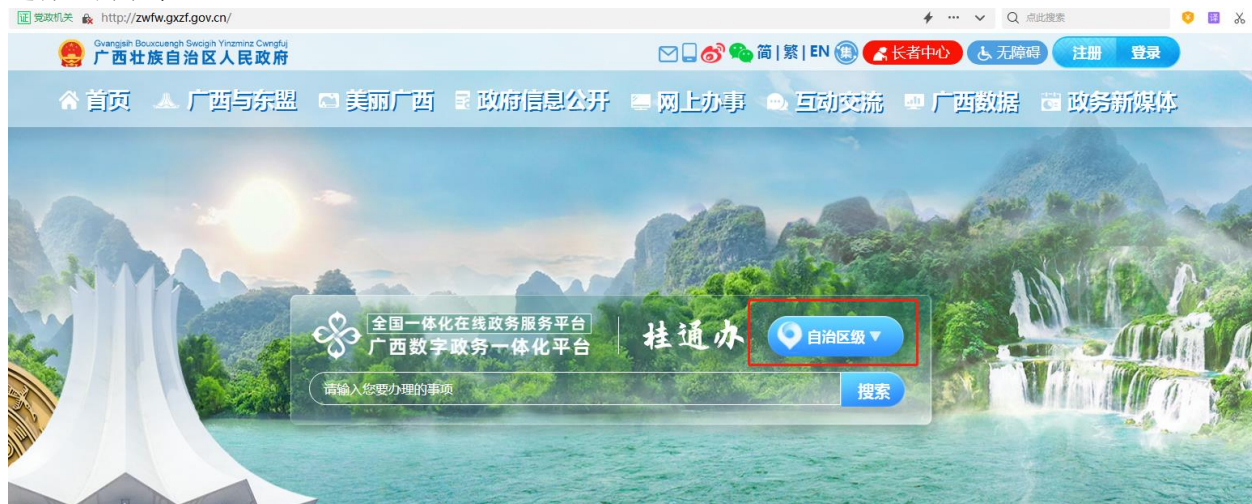 证 党政机关 http://zwfw.gxzf.gov.cn/ 点此搜索 译
Gvangjsih Bouxcuengh Swcigih Yinzminz Cwngfuj
广西壮族自治区人民政府
简 | 繁 | EN 集 长者中心 无障碍 注册 登录
首页 广西与东盟 美丽广西 政府信息公开 网上办事 互动交流 广西数据 政务新媒体
全国一体化在线政务服务平台
广西数字政务一体化平台
桂通办 自治区级▼
请输入您要办理的事项 搜索